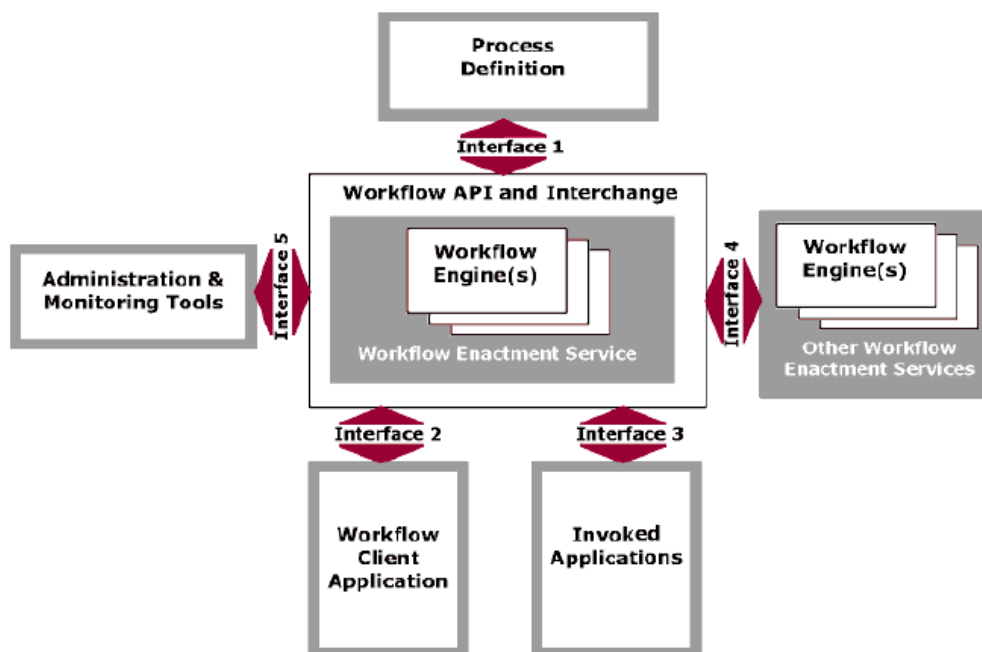 Process
Definition
Interface 1
Workflow API and Interchange
Workflow
Engine(s)
Workflow Enactment Service
Interface 5
Administration &
Monitoring Tools
Interface 4
Workflow
Engine(s)
Other Workflow
Enactment Services
Interface 2
Interface 3
Workflow
Client
Application
Invoked
Applications